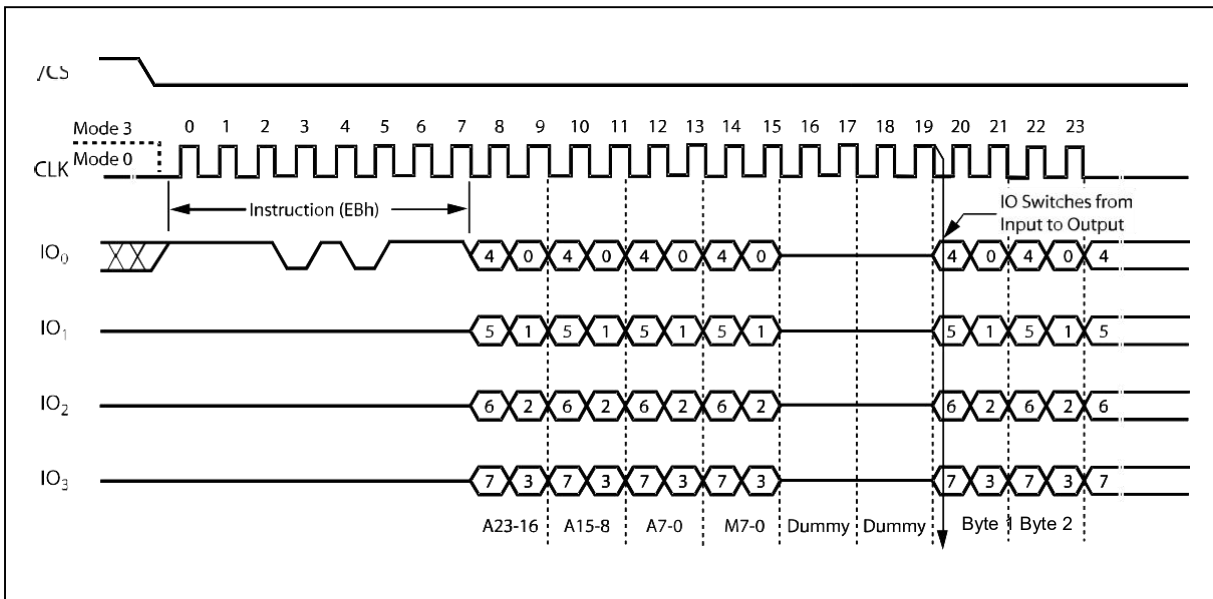 /CS
Mode 3
0 1 2 3 4 5 6 7 8 9 10 11 12 13 14 15 16 17 18 19 20 21 22 23
Mode 0
CLK
Instruction (EBh)
IO Switches from
Input to Output
IO0
4 0 4 0 4 0 4 0 4 0 4 0 4
IO1
5 1 5 1 5 1 5 1 5 1 5 1 5
IO2
6 2 6 2 6 2 6 2 6 2 6 2 6
IO3
7 3 7 3 7 3 7 3 7 3 7 3 7
A23-16 A15-8 A7-0 M7-0 Dummy Dummy Byte 1 Byte 2